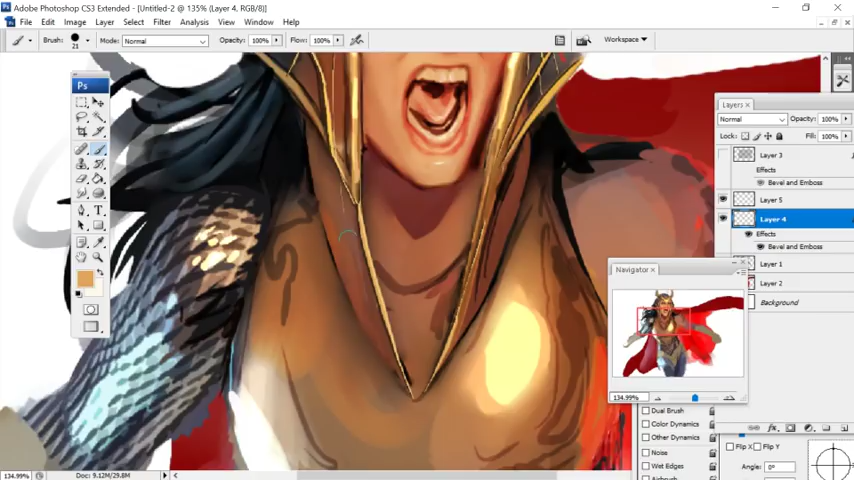 Adobe Photoshop CS3 Extended - [Untitled-2 @ 135% (Layer 4, RGB/8)]
File Edit Image Layer Select Filter Analysis View Window Help
Brush: 21 Mode: Normal Opacity: 100% Flow: 100% Workspace
Ps
Layers
Normal Opacity: 100%
Lock: Fill: 100%
Layer 3
Effects
Bevel and Emboss
Layer 5
Layer 4
Effects
Bevel and Emboss
Layer 1
Layer 2
Background
Navigator
134.99%
Dual Brush
Color Dynamics
Other Dynamics
Noise
Wet Edges
Flip X Flip Y
Angle: 0°
134.99% Doc: 9.12M/29.8M